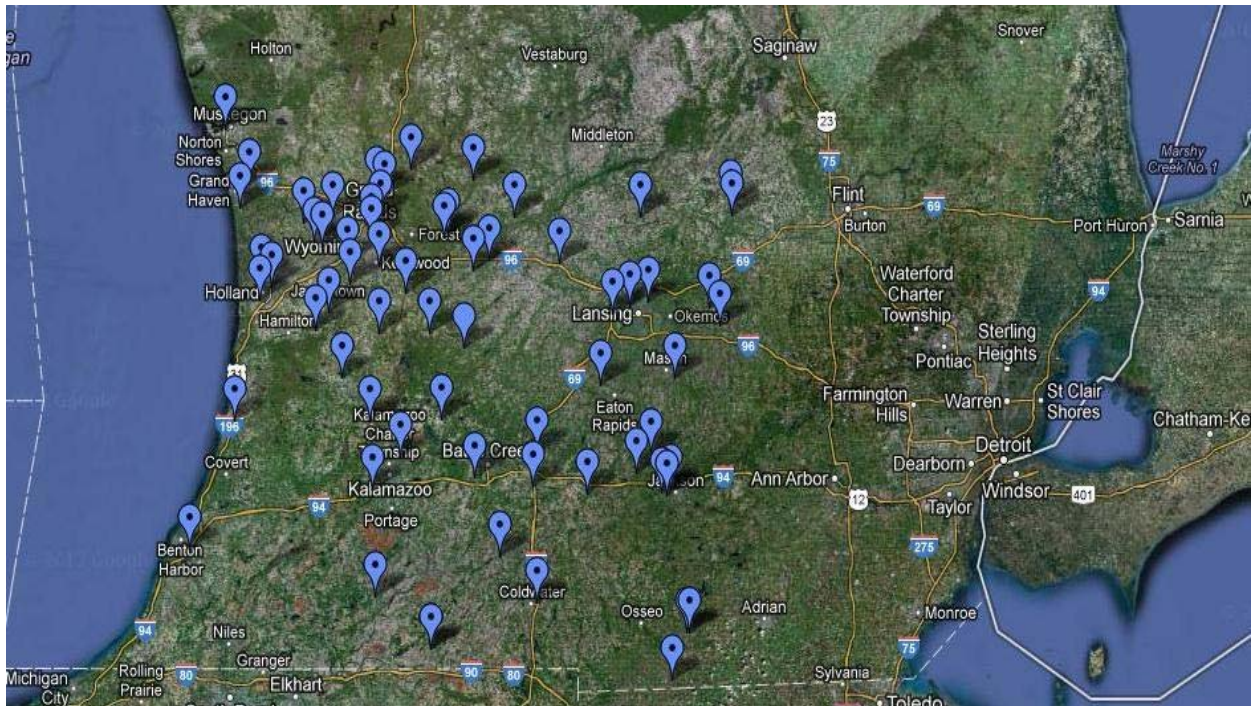 Holton
Vestaburg
Saginaw
Snover
Muskegon
23
Middleton
Norton
Shores
75
Marshy
Creek No. 1
Grand
Haven
96
Flint
69
Burton
Port Huron
Sarnia
Forest
Wyoming
96
69
Holland
Hamilton
Lansing
Okemos
Waterford
Charter
Township
94
Sterling
Heights
Pontiac
96
Mason
69
Eaton
Rapids
Farmington
Hills
Warren
St Clair
Shores
196
Kalamazoo
Charter
Township
Chatham-Ke
Covert
Detroit
Dearborn
Windsor
Kalamazoo
94
Ann Arbor
12
401
Taylor
Portage
94
275
Benton
Harbor
Coldwater
Osseo
Adrian
Monroe
94
Niles
75
Granger
Michigan
City
Rolling
Prairie
80
Elkhart
90
80
Sylvania
Toledo